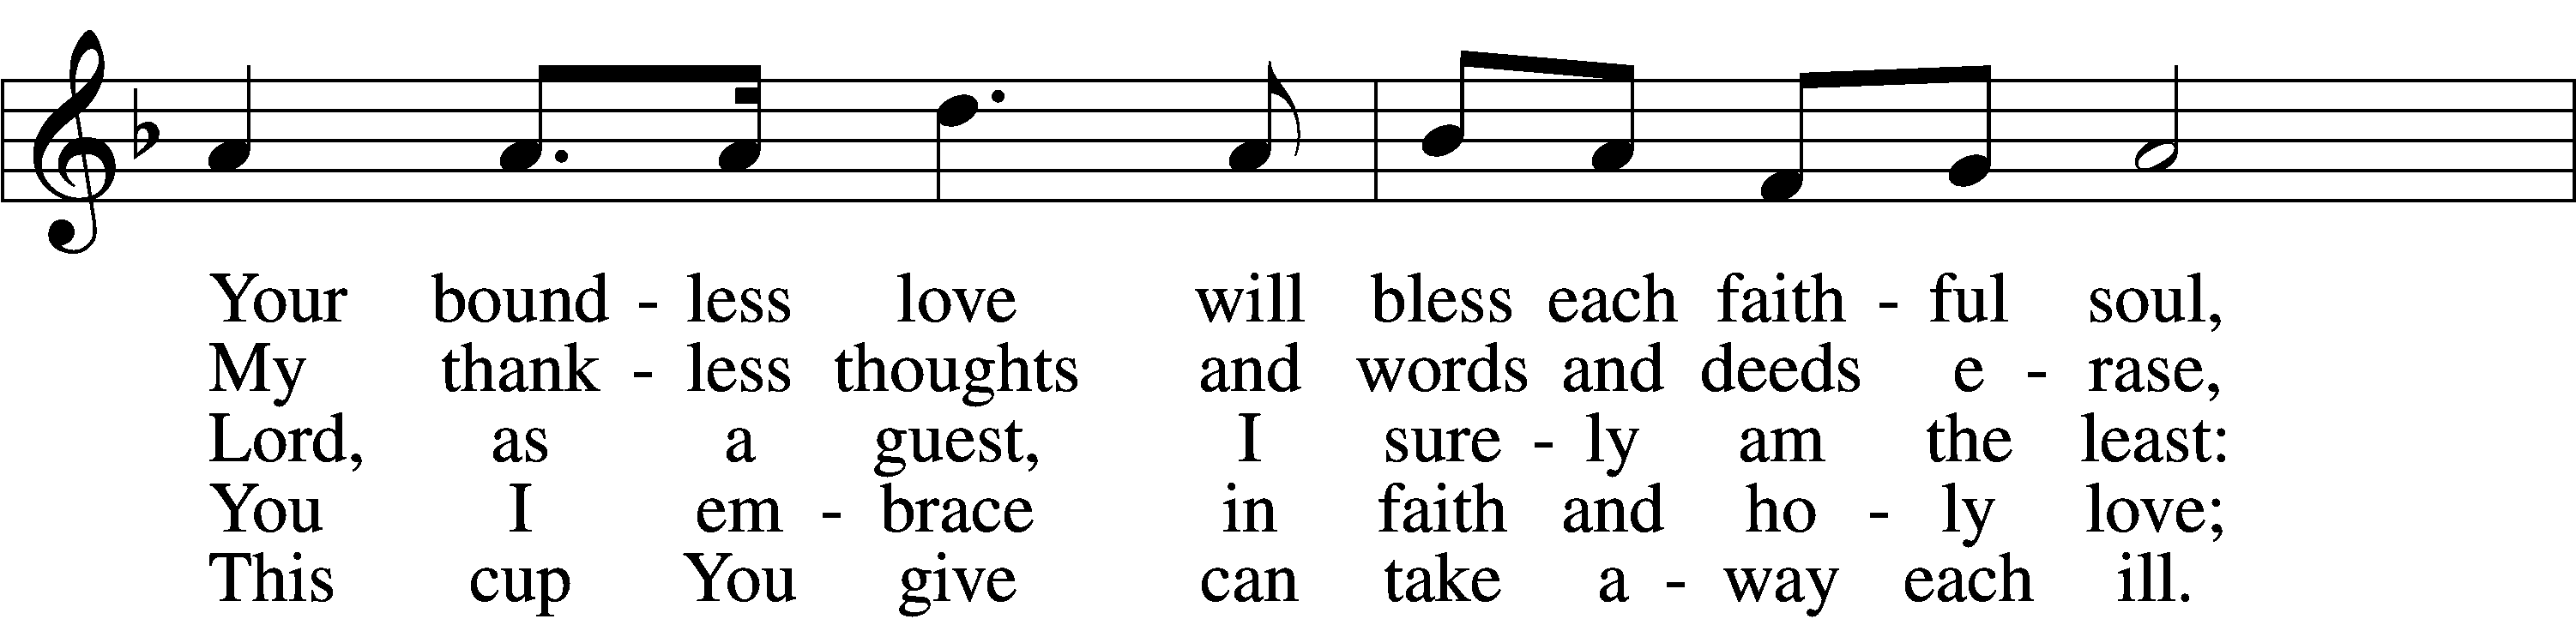 Your bound - less love will bless each faith - ful soul,
My thank - less thoughts and words and deeds e - rase,
Lord, as a guest, I sure - ly am the least:
You I em - brace in faith and ho - ly love;
This cup You give can take a - way each ill.